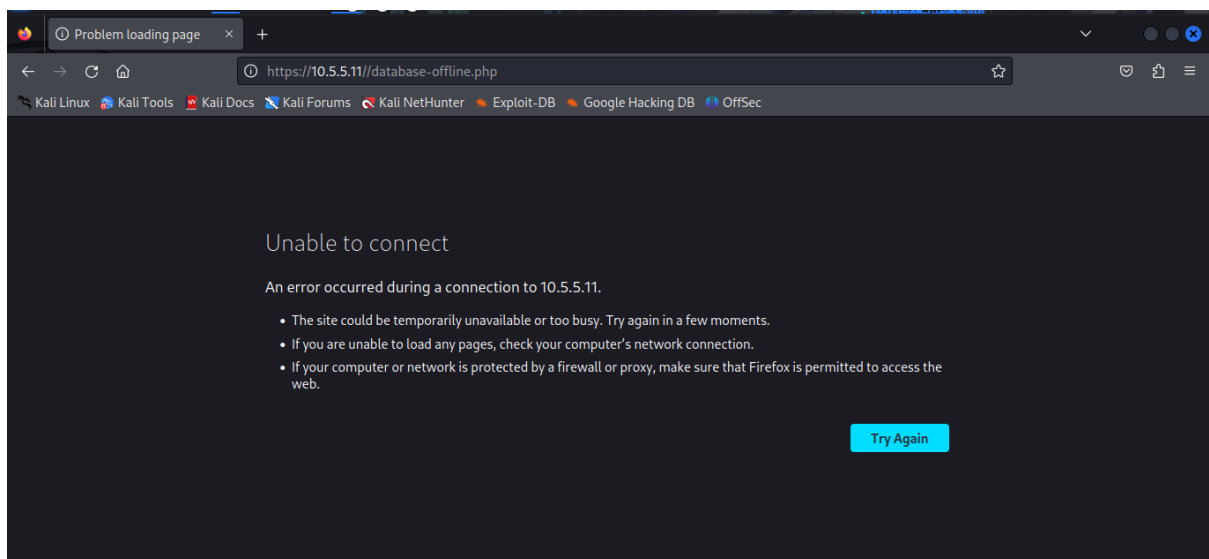 Problem loading page
https://10.5.5.11//database-offline.php
Kali Linux Kali Tools Kali Docs Kali Forums Kali NetHunter Exploit-DB Google Hacking DB OffSec
Unable to connect
An error occurred during a connection to 10.5.5.11.
• The site could be temporarily unavailable or too busy. Try again in a few moments.
• If you are unable to load any pages, check your computer's network connection.
• If your computer or network is protected by a firewall or proxy, make sure that Firefox is permitted to access the
web.
Try Again